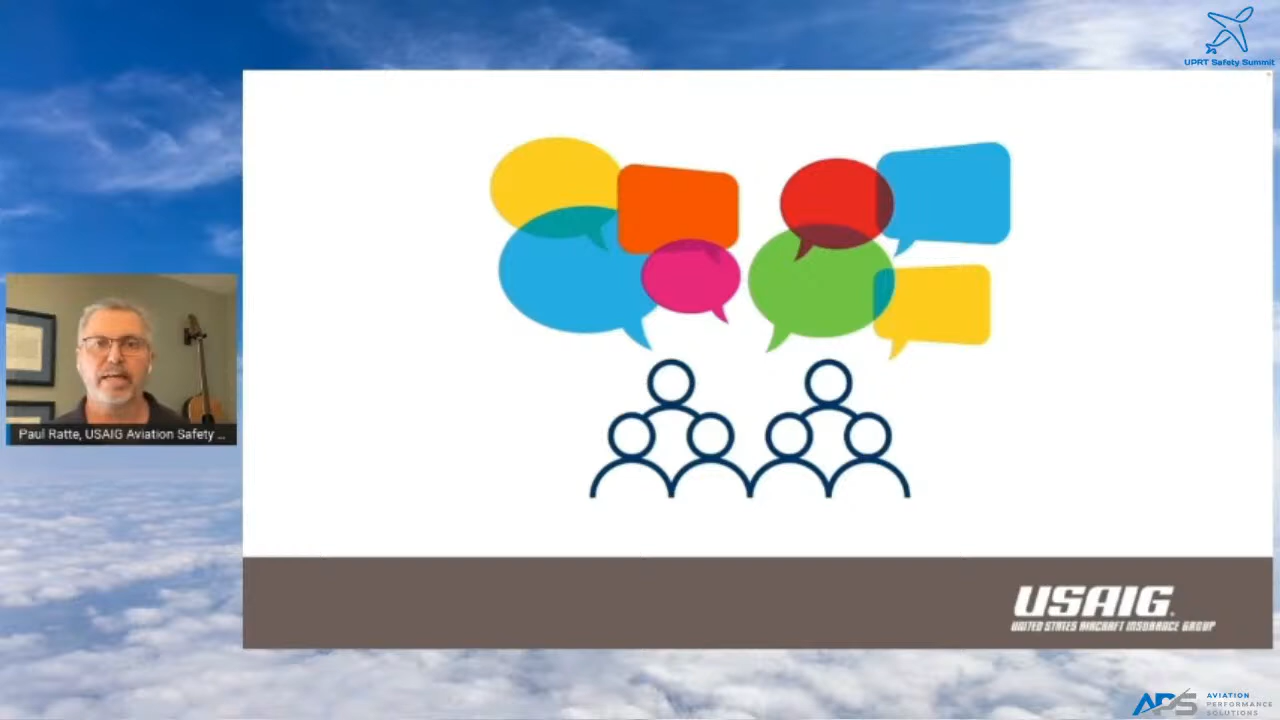 UPRT Safety Summit
Paul Ratte, USAIG Aviation Safety ...
USAIG
UNITED STATES AIRCRAFT INSURANCE GROUP
APS
AVIATION
PERFORMANCE
SOLUTIONS